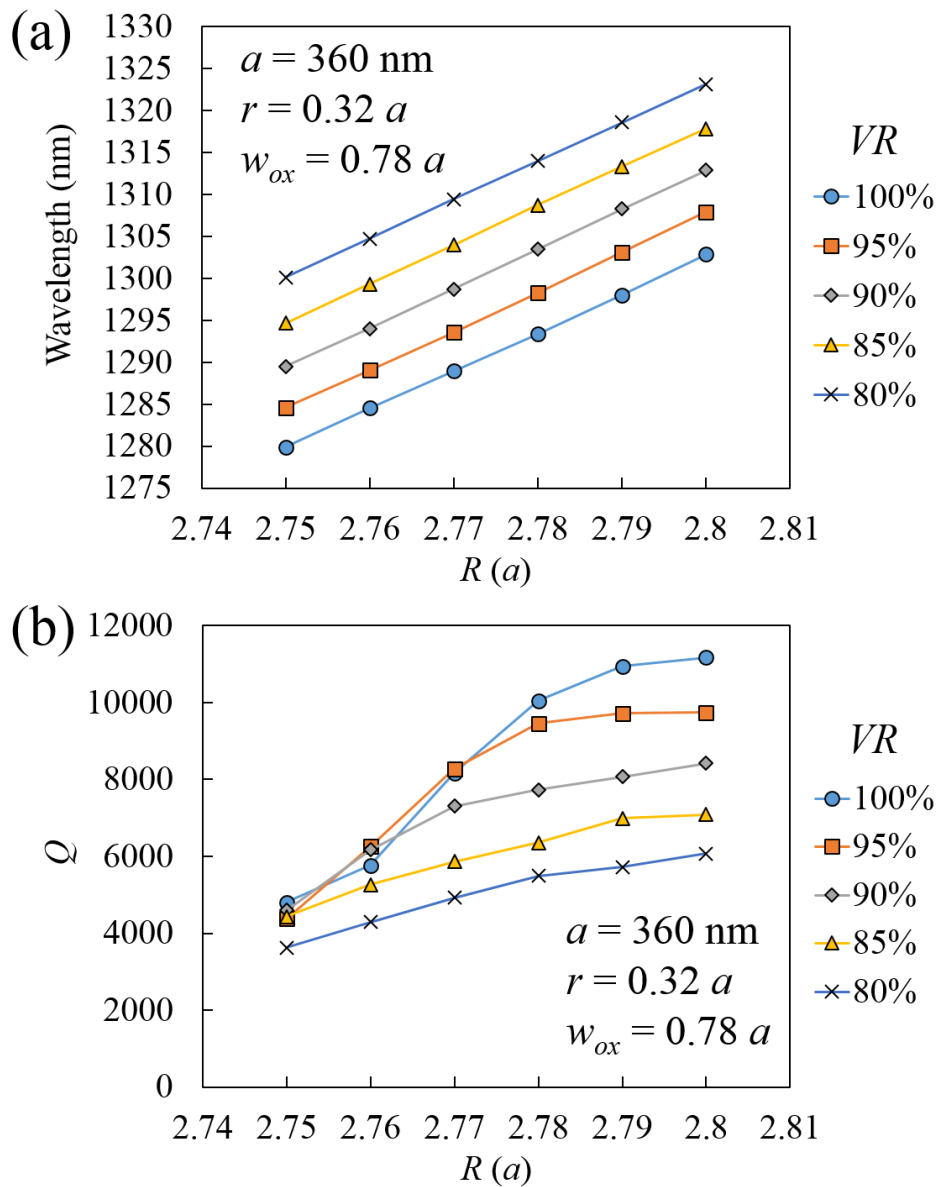 (a)
1330
1325
1320
1315
1310
1305
1300
1295
1290
1285
1280
1275
Wavelength (nm)
a = 360 nm
r = 0.32 a
wox = 0.78 a
2.74 2.75 2.76 2.77 2.78 2.79 2.8 2.81
R (a)
VR
100%
95%
90%
85%
80%
(b)
12000
10000
8000
6000
4000
2000
0
Q
a = 360 nm
r = 0.32 a
wox = 0.78 a
2.74 2.75 2.76 2.77 2.78 2.79 2.8 2.81
R (a)
VR
100%
95%
90%
85%
80%